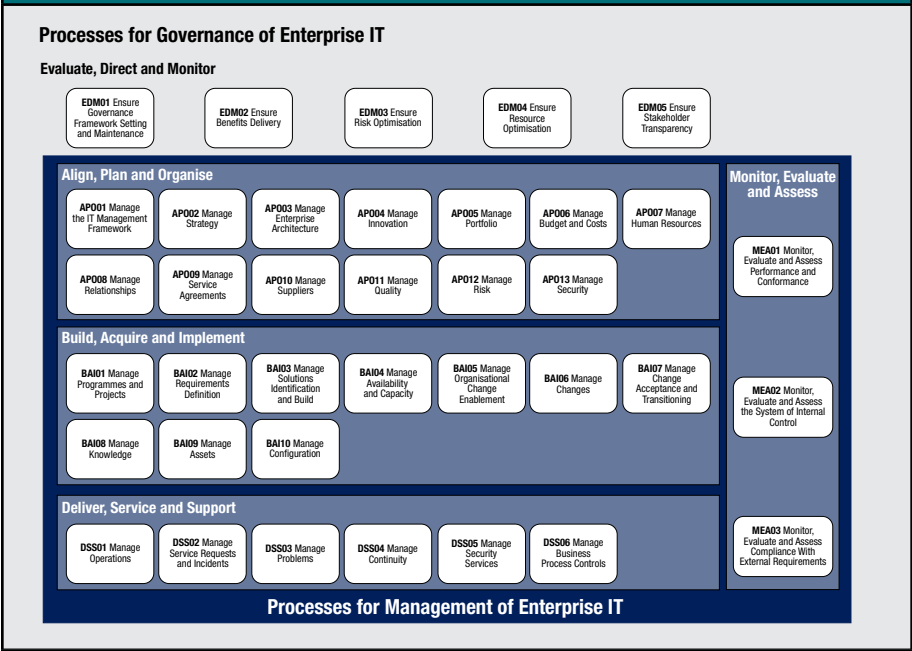 Processes for Governance of Enterprise IT
Evaluate, Direct and Monitor
EDM01 Ensure
Governance
Framework Setting
and Maintenance
EDM02 Ensure
Benefits Delivery
EDM03 Ensure
Risk Optimisation
EDM04 Ensure
Resource
Optimisation
EDM05 Ensure
Stakeholder
Transparency
Align, Plan and Organise
APO01 Manage
the IT Management
Framework
APO02 Manage
Strategy
APO03 Manage
Enterprise
Architecture
APO04 Manage
Innovation
APO05 Manage
Portfolio
APO06 Manage
Budget and Costs
APO07 Manage
Human Resources
APO08 Manage
Relationships
APO09 Manage
Service
Agreements
APO10 Manage
Suppliers
APO11 Manage
Quality
APO12 Manage
Risk
APO13 Manage
Security
Build, Acquire and Implement
BAI01 Manage
Programmes and
Projects
BAI02 Manage
Requirements
Definition
BAI03 Manage
Solutions
Identification
and Build
BAI04 Manage
Availability
and Capacity
BAI05 Manage
Organisational
Change
Enablement
BAI06 Manage
Changes
BAI07 Manage
Change
Acceptance and
Transitioning
BAI08 Manage
Knowledge
BAI09 Manage
Assets
BAI10 Manage
Configuration
Deliver, Service and Support
DSS01 Manage
Operations
DSS02 Manage
Service Requests
and Incidents
DSS03 Manage
Problems
DSS04 Manage
Continuity
DSS05 Manage
Security
Services
DSS06 Manage
Business
Process Controls
Monitor, Evaluate
and Assess
MEA01 Monitor,
Evaluate and Assess
Performance and
Conformance
MEA02 Monitor,
Evaluate and Assess
the System of Internal
Control
MEA03 Monitor,
Evaluate and Assess
Compliance With
External Requirements
Processes for Management of Enterprise IT